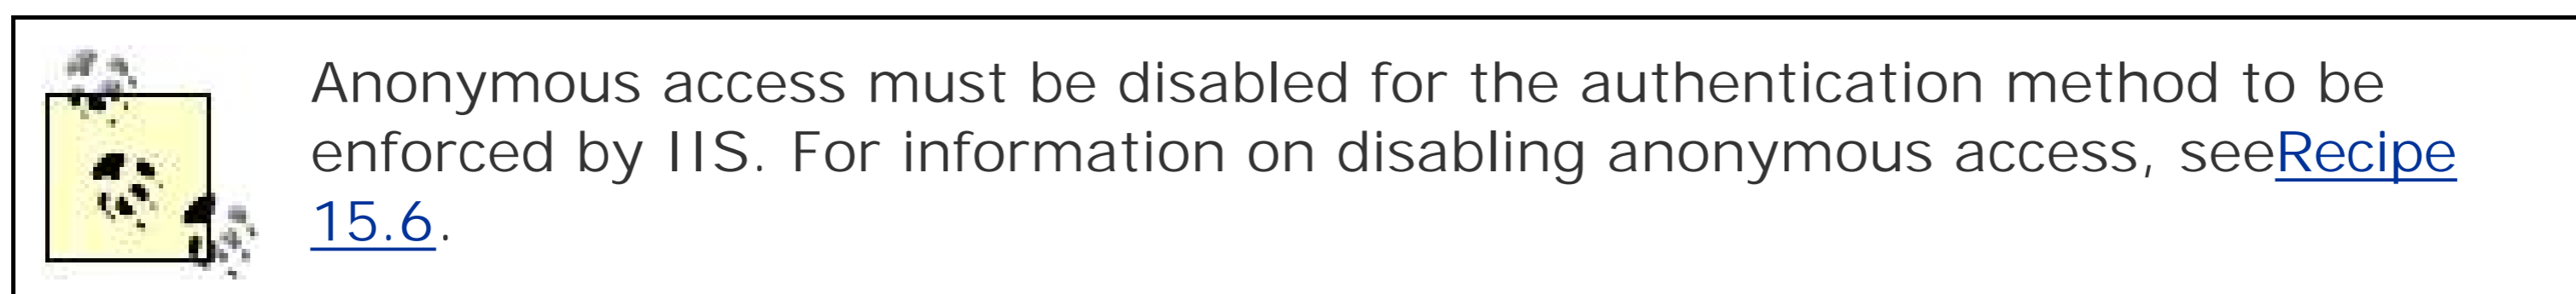 Anonymous access must be disabled for the authentication method to be
enforced by IIS. For information on disabling anonymous access, seeRecipe
15.6.